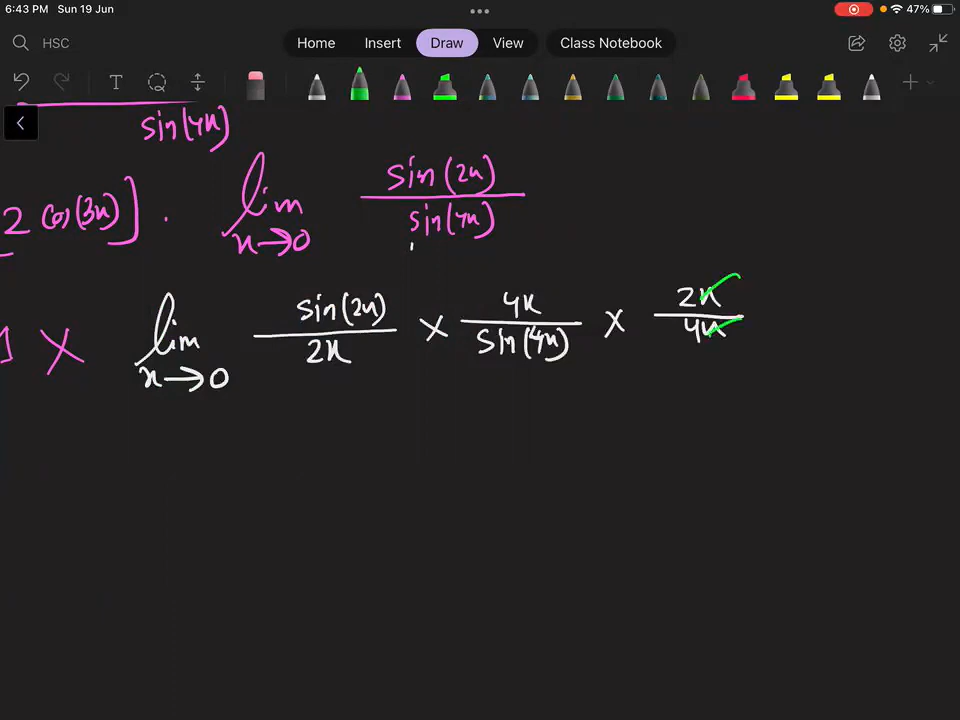 6:43 PM Sun 19 Jun 47%
HSC Home Insert Draw View Class Notebook
T
sin(4x)
2 cos(3x)] . lim x→0 sin(2x)/sin(4x)
× lim x→0 sin(2x)/2x × 4x/sin(4x) × 2x/4x